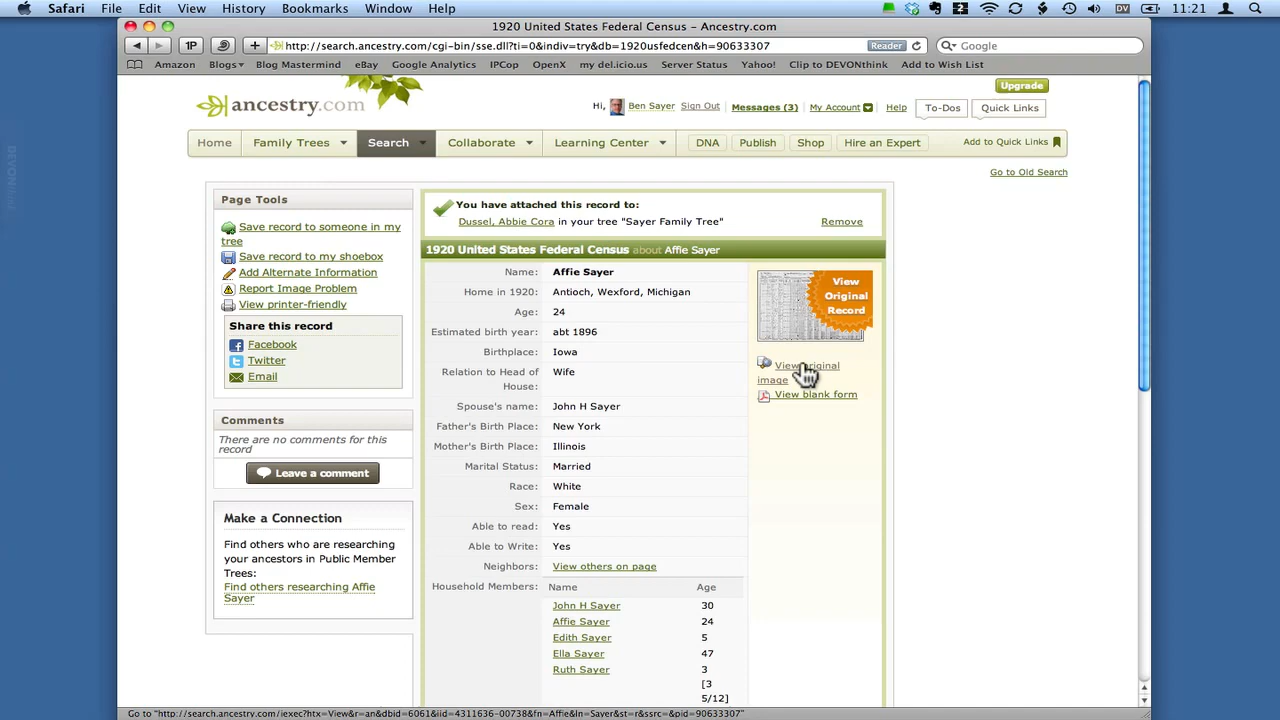 Safari File Edit View History Bookmarks Window Help 2 DV 11:21
1920 United States Federal Census - Ancestry.com
1P + http://search.ancestry.com/cgi-bin/sse.dll?ti=0&indiv=try&db=1920usfedcen&h=90633307 Reader Google
Amazon Blogs Blog Mastermind eBay Google Analytics IPCop OpenX my del.icio.us Server Status Yahoo! Clip to DEVONthink Add to Wish List
Upgrade
ancestry.com Hi, Ben Sayer Sign Out Messages (3) My Account Help To-Dos Quick Links
Home Family Trees Search Collaborate Learning Center DNA Publish Shop Hire an Expert Add to Quick Links
Go to Old Search
Page Tools
Save record to someone in my
tree
Save record to my shoebox
Add Alternate Information
Report Image Problem
View printer-friendly
Share this record
Facebook
Twitter
Email
Comments
There are no comments for this
record
Leave a comment
Make a Connection
Find others who are researching
your ancestors in Public Member
Trees:
Find others researching Affie
Sayer
You have attached this record to:
Dussel, Abbie Cora in your tree "Sayer Family Tree" Remove
1920 United States Federal Census about Affie Sayer
Name: Affie Sayer
Home in 1920: Antioch, Wexford, Michigan
Age: 24
Estimated birth year: abt 1896
Birthplace: Iowa
Relation to Head of Wife
House:
Spouse's name: John H Sayer
Father's Birth Place: New York
Mother's Birth Place: Illinois
Marital Status: Married
Race: White
Sex: Female
Able to read: Yes
Able to Write: Yes
Neighbors: View others on page
Household Members: Name Age
John H Sayer 30
Affie Sayer 24
Edith Sayer 5
Ella Sayer 47
Ruth Sayer 3
[3
5/12]
View
Original
Record
View original
image
View blank form
Go to "http://search.ancestry.com/iexec?htx=View&r=an&dbid=6061&iid=4311636-00738&fn=Affie&ln=Sayer&st=r&ssrc=&pid=90633307"